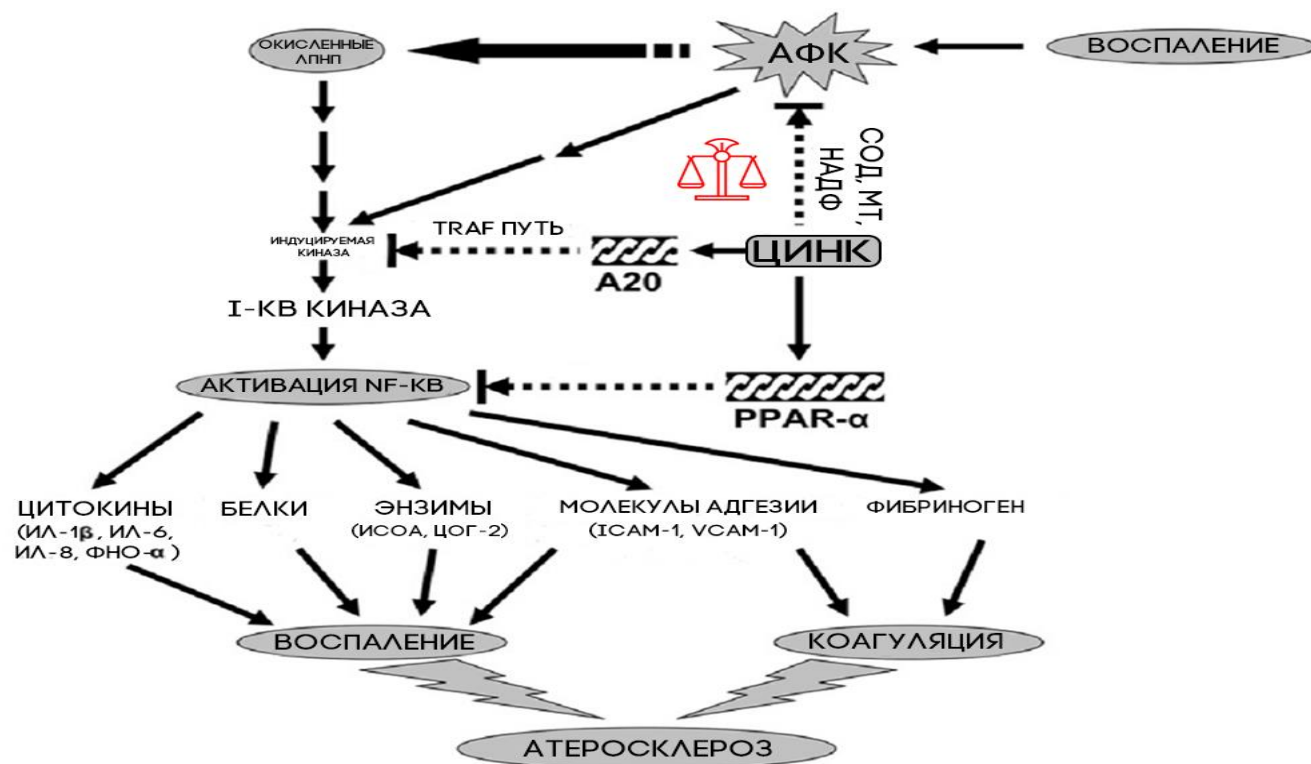 ОКИСЛЕННЫЕ
ЛПНП
АФК
ВОСПАЛЕНИЕ
СОД, МТ,
НАДФ
TRAF ПУТЬ
ИНДУЦИРУЕМАЯ
КИНАЗА
A20
ЦИНК
I-КВ КИНАЗА
АКТИВАЦИЯ NF-КВ
PPAR-α
ЦИТОКИНЫ
(ИЛ-1β, ИЛ-6,
ИЛ-8, ФНО-α)
БЕЛКИ
ЭНЗИМЫ
(ИСОА, ЦОГ-2)
МОЛЕКУЛЫ АДГЕЗИИ
(ICAM-1, VCAM-1)
ФИБРИНОГЕН
ВОСПАЛЕНИЕ
КОАГУЛЯЦИЯ
АТЕРОСКЛЕРОЗ